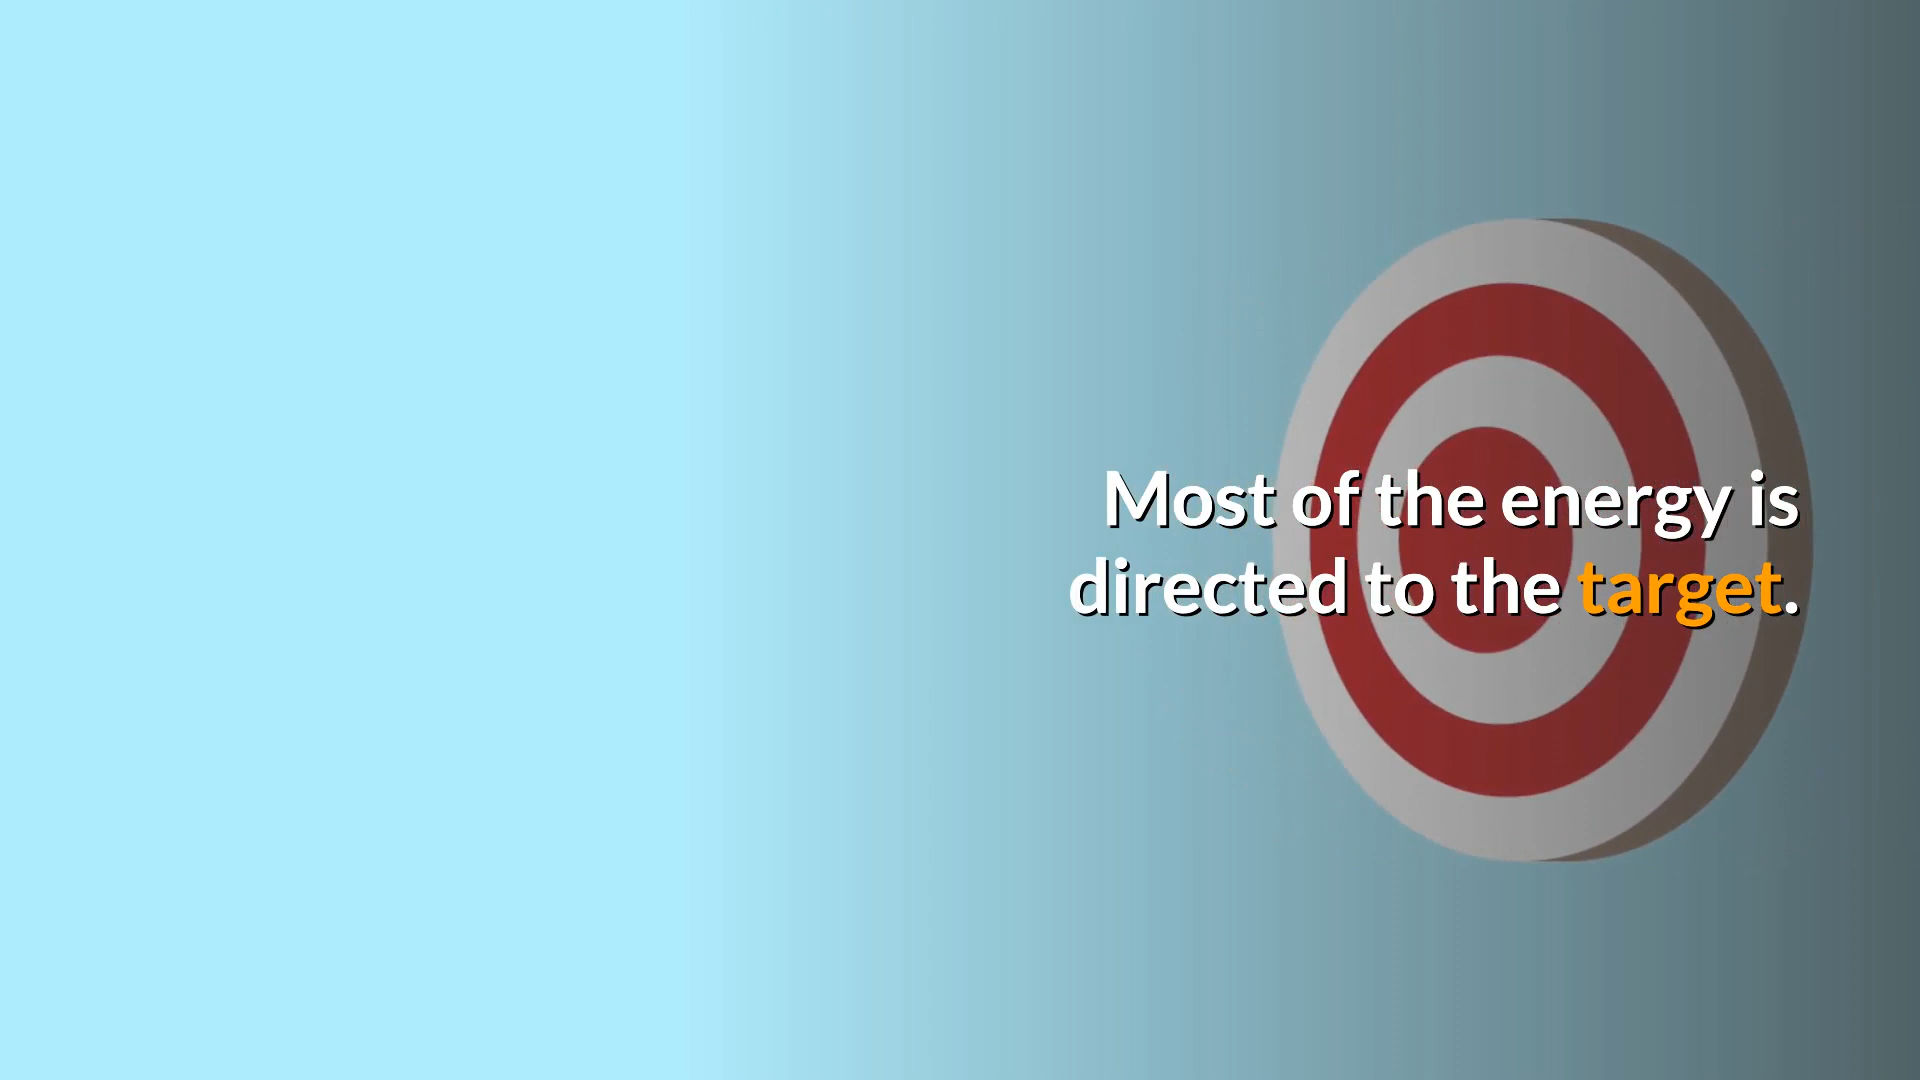 Most of the energy is
directed to the target.